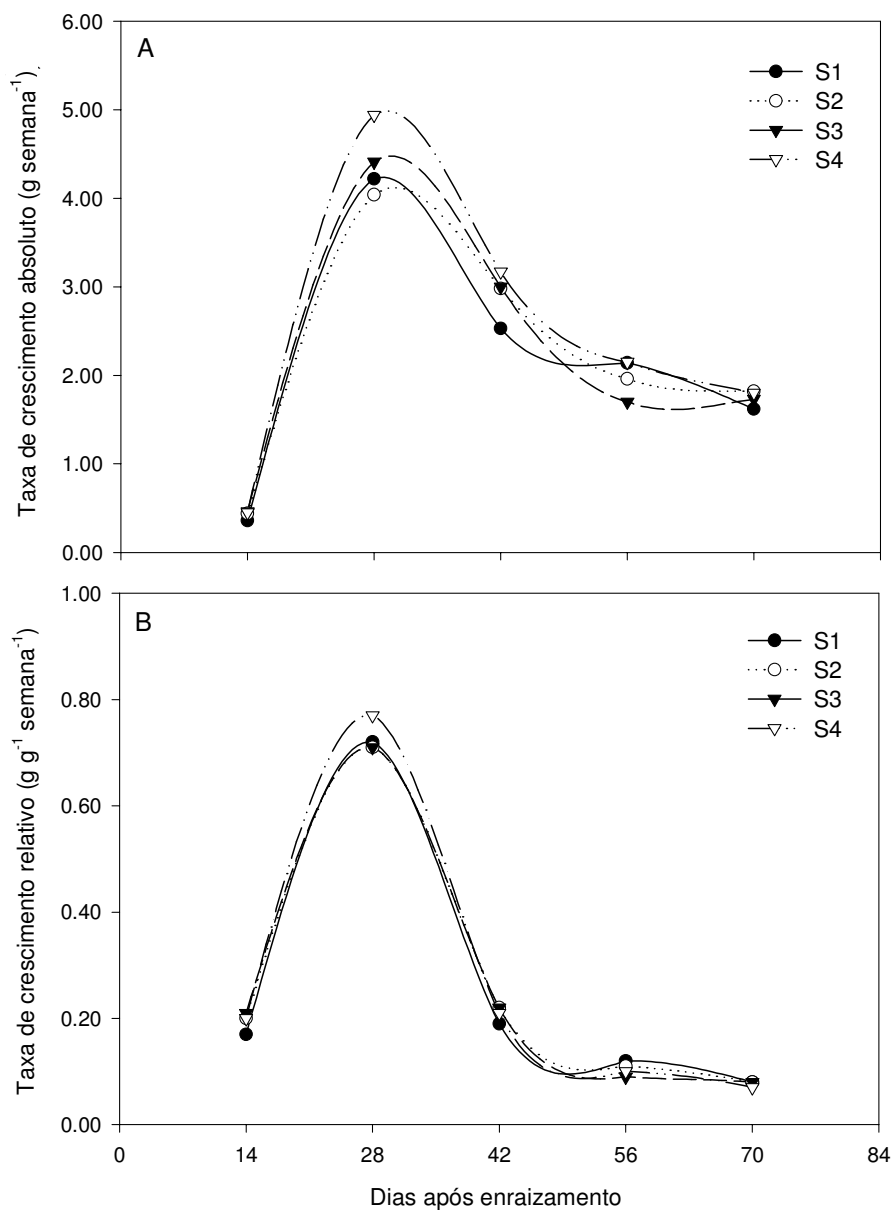 6.00
A
5.00
4.00
3.00
2.00
1.00
0.00
Taxa de crescimento absoluto (g semana⁻¹).
S1
S2
S3
S4
1.00
B
0.80
0.60
0.40
0.20
0.00
Taxa de crescimento relativo (g g⁻¹ semana⁻¹)
S1
S2
S3
S4
0 14 28 42 56 70 84
Dias após enraizamento